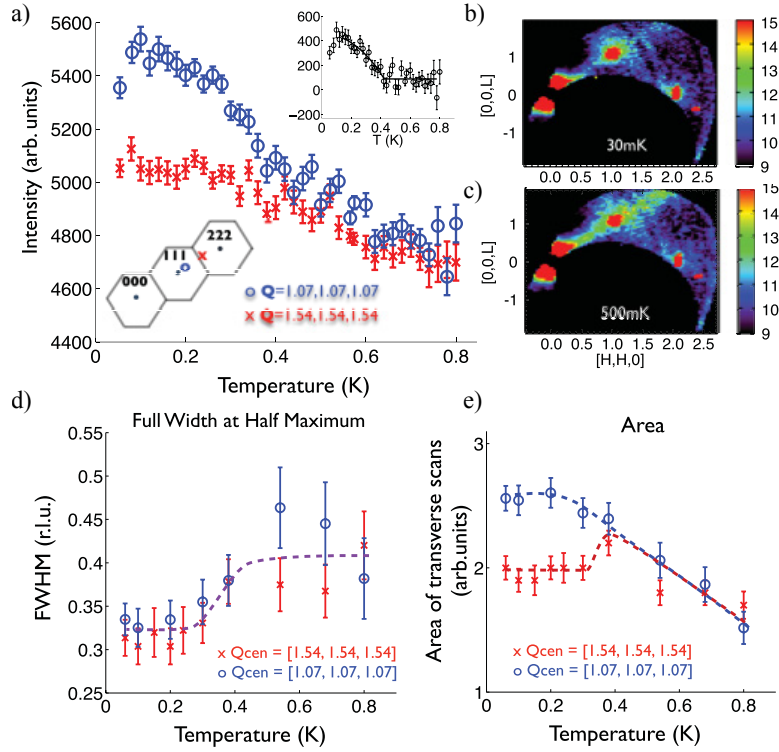 a)
5600
5400
5200
5000
4800
4600
4400
Intensity (arb.units)
0
0.2
0.4
0.6
0.8
Temperature (K)
600
400
200
0
−100
0.0
0.2
0.4
0.6
0.8
T (K)
000
111
222
Q=1.07,1.07,1.07
Q=1.54,1.54,1.54
b)
[0,0,L]
1
0
-1
30mK
0.0
1.0
2.0
2.5
15
14
13
12
11
10
9
c)
[0,0,L]
1
0
-1
500mK
0.0
1.0
2.0
2.5
[H,H,0]
15
14
13
12
11
10
9
d)
Full Width at Half Maximum
0.55
0.5
0.45
0.4
0.35
0.3
0.25
FWHM (r.l.u.)
0
0.2
0.4
0.6
0.8
Temperature (K)
× Qcen = [1.54, 1.54, 1.54]
Qcen = [1.07, 1.07, 1.07]
e)
Area
3
2
1
Area of transverse scans
(arb.units)
0
0.2
0.4
0.6
0.8
Temperature (K)
× Qcen = [1.54, 1.54, 1.54]
Qcen = [1.07, 1.07, 1.07]